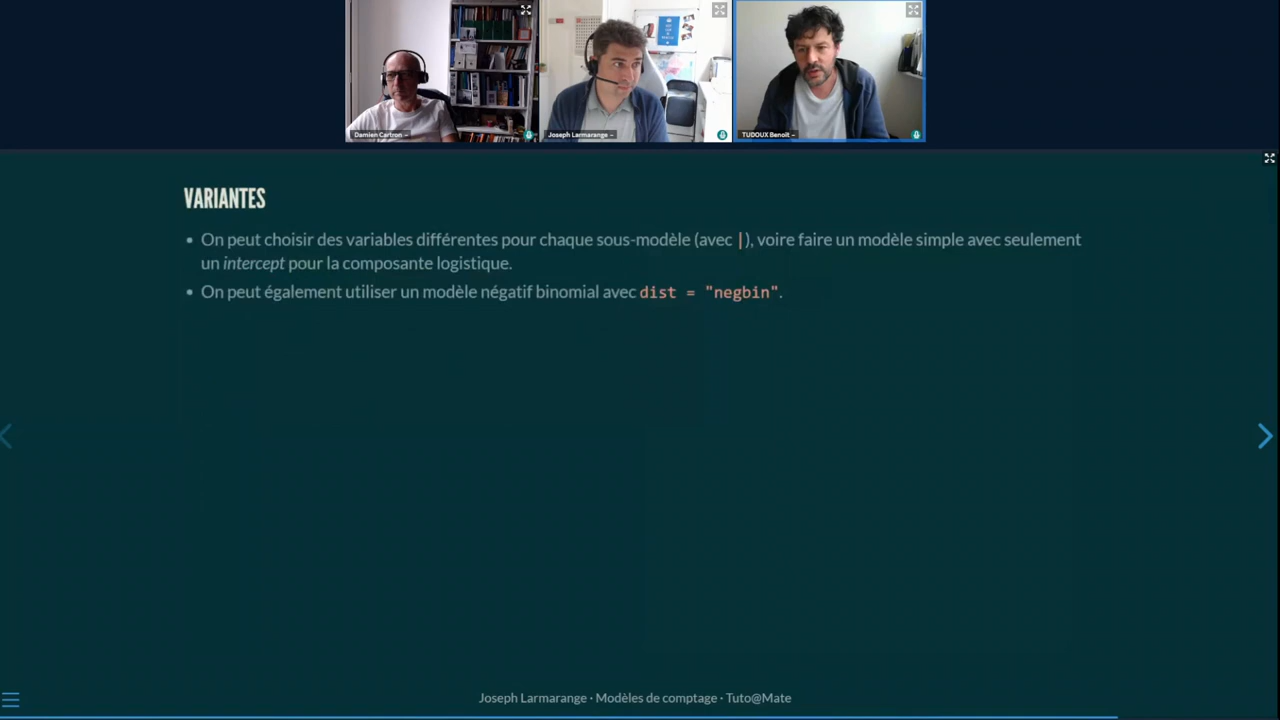 Damien Cartron –
Joseph Larmarange –
TUDOUX Benoit –
VARIANTES
• On peut choisir des variables différentes pour chaque sous-modèle (avec |), voire faire un modèle simple avec seulement
un intercept pour la composante logistique.
• On peut également utiliser un modèle négatif binomial avec dist = "negbin".
Joseph Larmarange · Modèles de comptage · Tuto@Mate